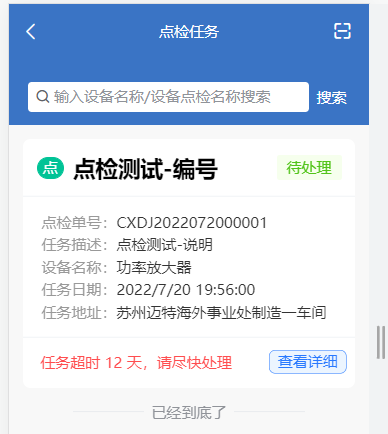 点检任务
输入设备名称/设备点检名称搜索 搜索
点 点检测试-编号 待处理
点检单号：CXDJ2022072000001
任务描述：点检测试-说明
设备名称：功率放大器
任务日期：2022/7/20 19:56:00
任务地址：苏州迈特海外事业处制造一车间
任务超时 12 天，请尽快处理 查看详细
已经到底了